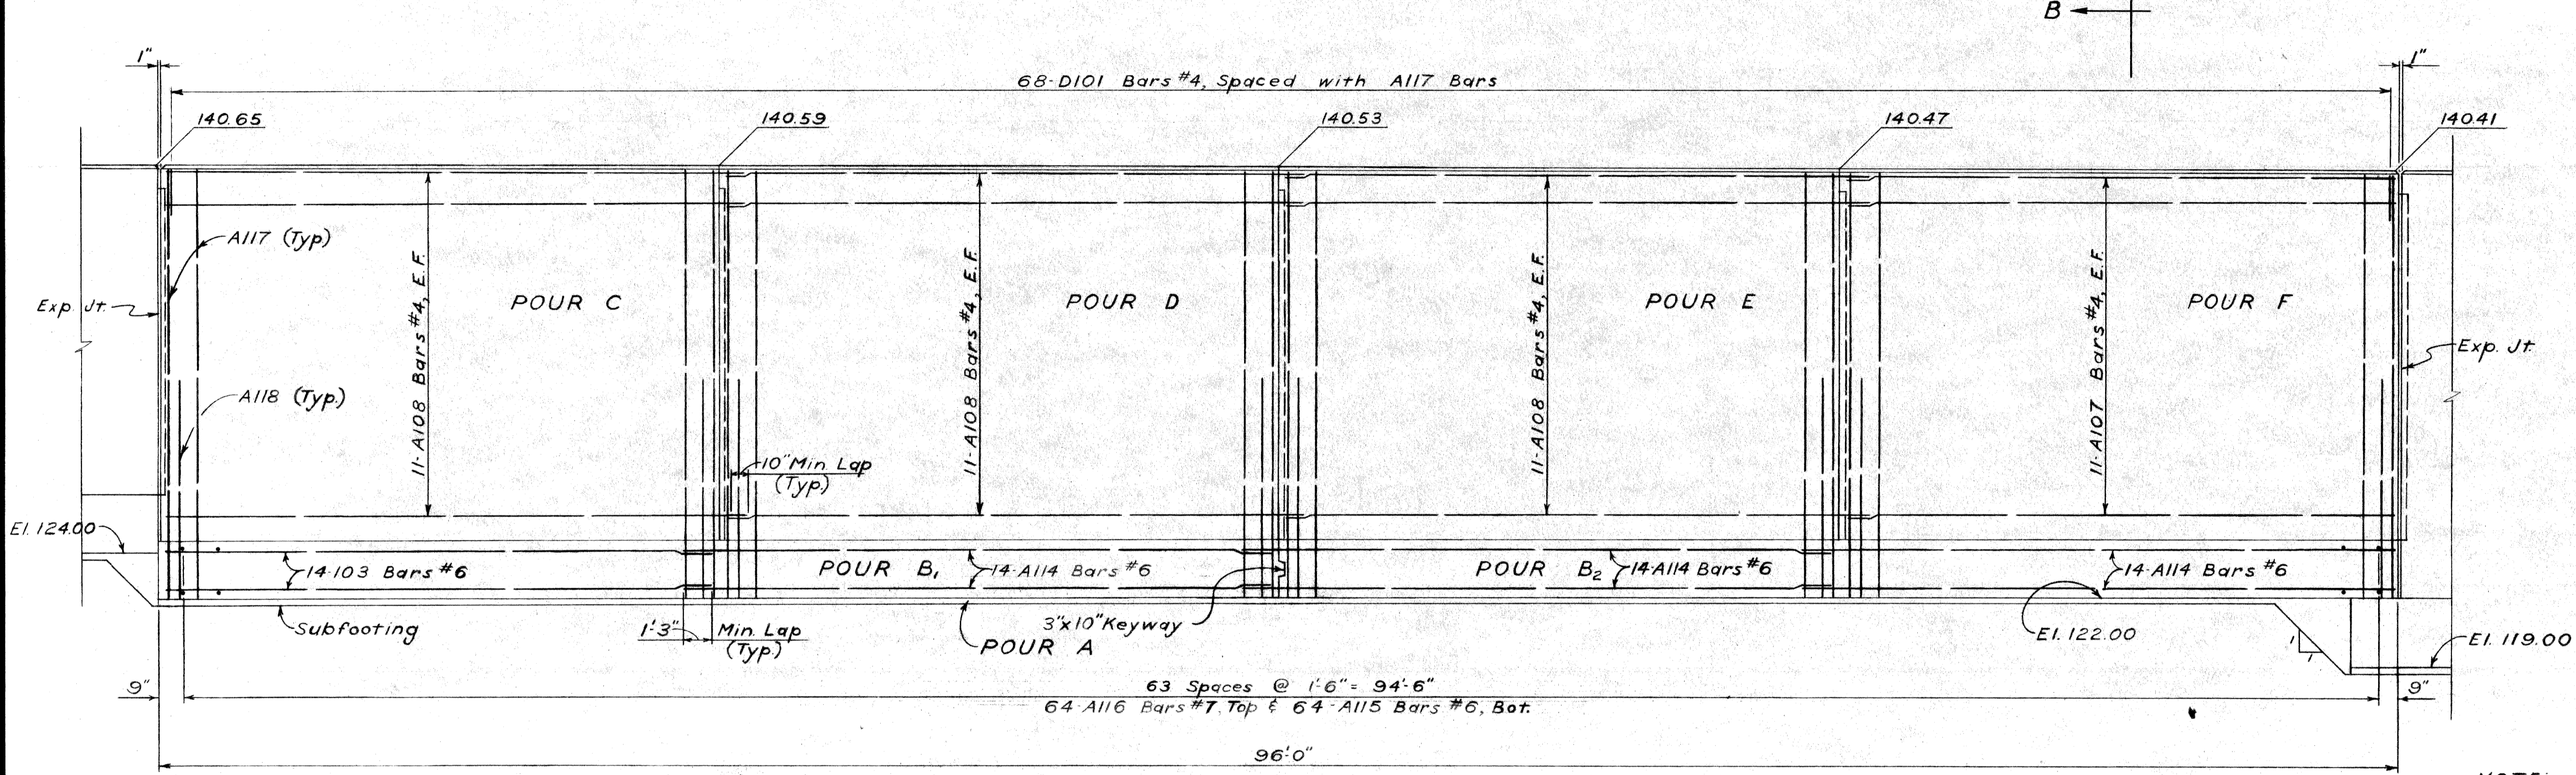 B
1"
1"
68-D101 Bars #4, Spaced with A117 Bars
140.65
140.59
140.53
140.47
140.41
A117 (Typ)
A118 (Typ.)
Exp. Jt.
Exp. Jt.
11-A108 Bars #4, E.F.
11-A108 Bars #4, E.F.
11-A108 Bars #4, E.F.
11-A107 Bars #4, E.F.
POUR C
POUR D
POUR E
POUR F
10" Min. Lap
(Typ.)
El. 124.00
14-103 Bars #6
POUR B1
14-A114 Bars #6
POUR B2
14-A114 Bars #6
14-A114 Bars #6
Subfooting
1'-3" Min. Lap
(Typ.)
3"x10" Keyway
POUR A
El. 122.00
1
1
El. 119.00
9"
63 Spaces @ 1'-6" = 94'-6"
9"
64-A116 Bars #7, Top & 64-A115 Bars #6, Bot.
96'-0"